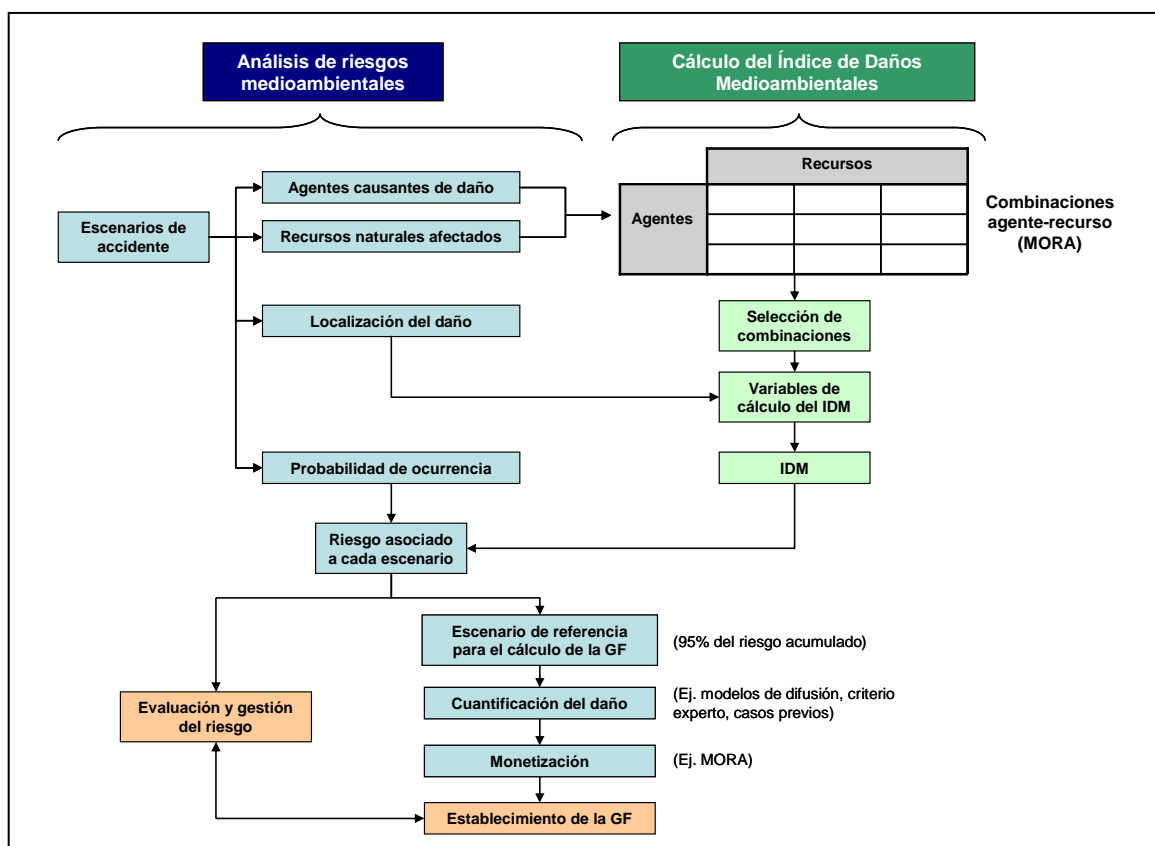 Análisis de riesgos
medioambientales
Cálculo del Índice de Daños
Medioambientales
Recursos
Agentes
Combinaciones
agente-recurso
(MORA)
Escenarios de
accidente
Agentes causantes de daño
Recursos naturales afectados
Localización del daño
Probabilidad de ocurrencia
Selección de
combinaciones
Variables de
cálculo del IDM
IDM
Riesgo asociado
a cada escenario
Escenario de referencia
para el cálculo de la GF
(95% del riesgo acumulado)
Cuantificación del daño
(Ej. modelos de difusión, criterio
experto, casos previos)
Evaluación y gestión
del riesgo
Monetización
(Ej. MORA)
Establecimiento de la GF